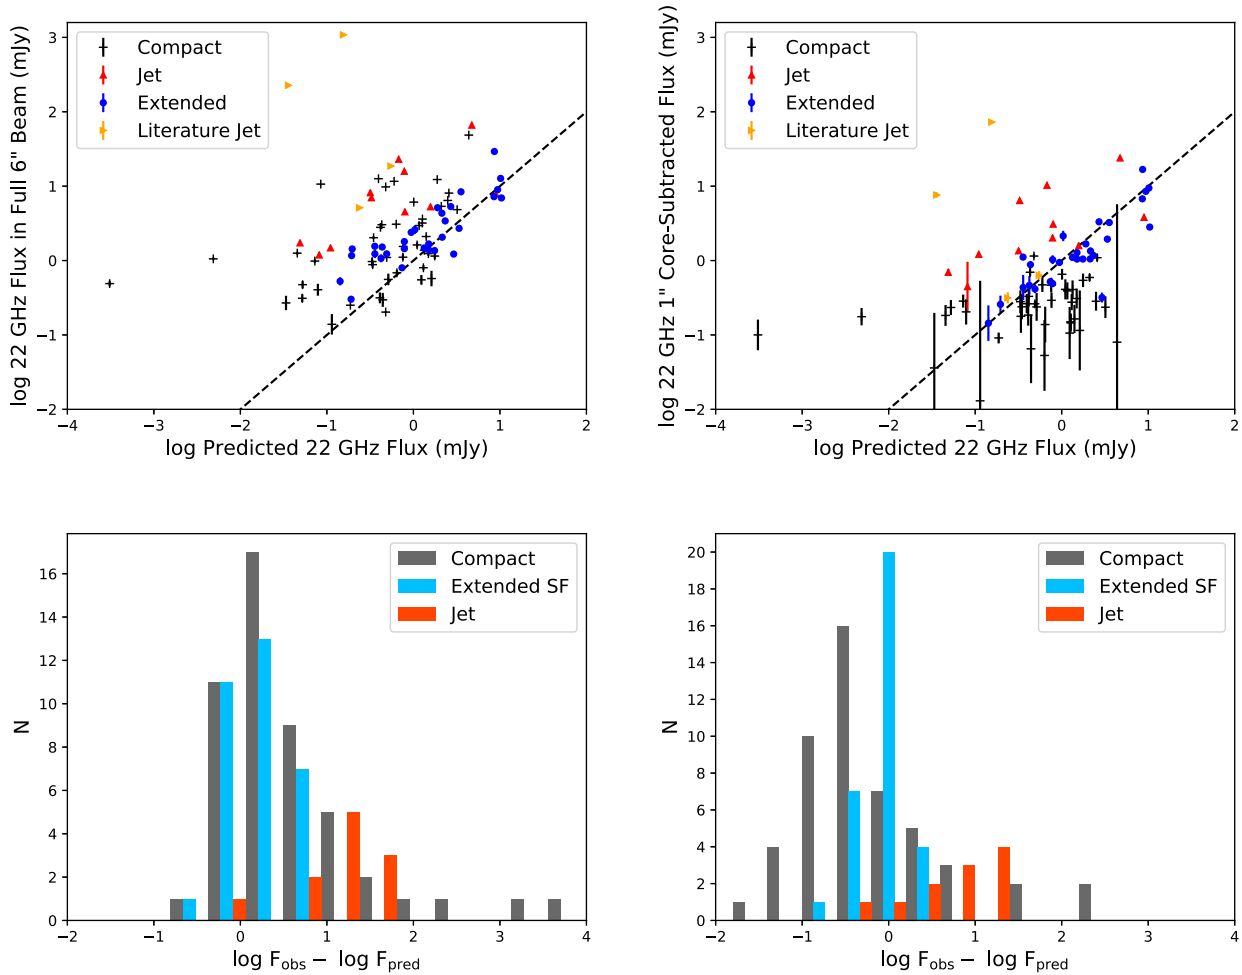 log 22 GHz Flux in Full 6" Beam (mJy)
3
2
1
0
−1
−2
Compact
Jet
Extended
Literature Jet
−4
−3
−2
−1
0
1
2
log Predicted 22 GHz Flux (mJy)
log 22 GHz 1" Core-Subtracted Flux (mJy)
3
2
1
0
−1
−2
Compact
Jet
Extended
Literature Jet
−4
−3
−2
−1
0
1
2
log Predicted 22 GHz Flux (mJy)
N
16
14
12
10
8
6
4
2
0
Compact
Extended SF
Jet
−2
−1
0
1
2
3
4
log F_obs − log F_pred
N
20
18
16
14
12
10
8
6
4
2
0
Compact
Extended SF
Jet
−2
−1
0
1
2
3
4
log F_obs − log F_pred